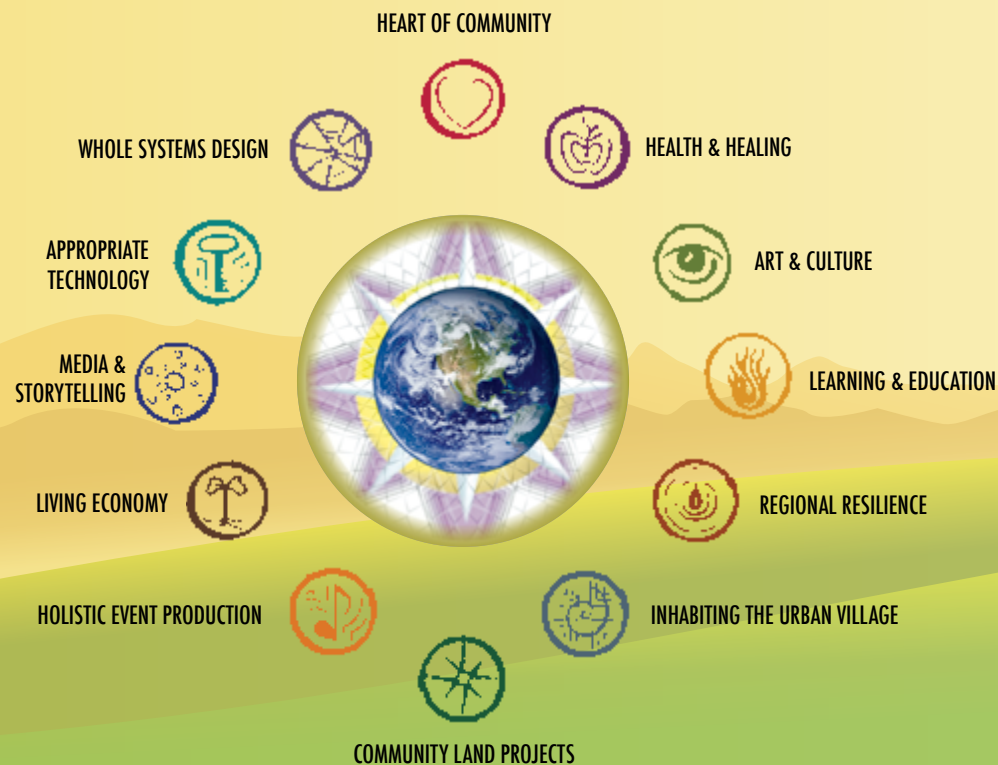 HEART OF COMMUNITY
WHOLE SYSTEMS DESIGN
HEALTH & HEALING
APPROPRIATE
TECHNOLOGY
ART & CULTURE
MEDIA &
STORYTELLING
LEARNING & EDUCATION
LIVING ECONOMY
REGIONAL RESILIENCE
HOLISTIC EVENT PRODUCTION
INHABITING THE URBAN VILLAGE
COMMUNITY LAND PROJECTS